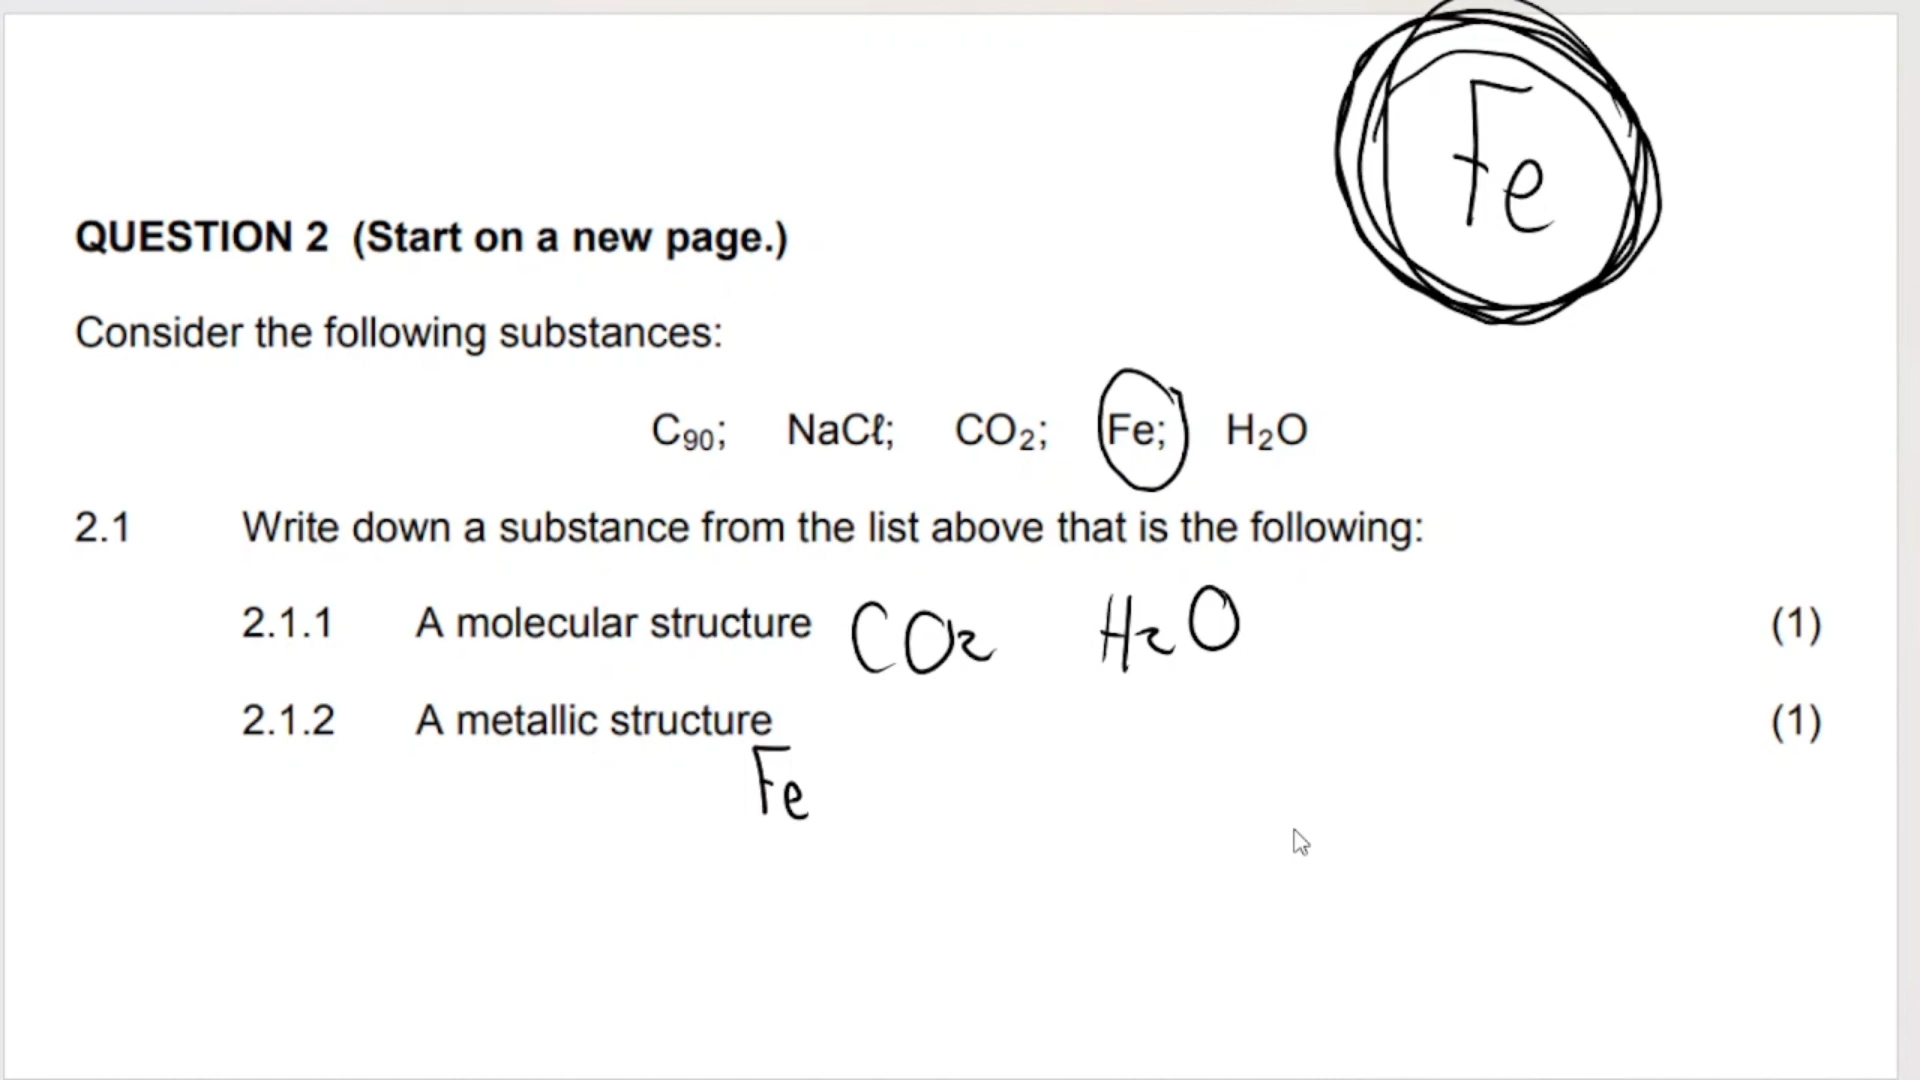 Fe
QUESTION 2 (Start on a new page.)
Consider the following substances:
C₉₀; NaCℓ; CO₂; Fe; H₂O
2.1 Write down a substance from the list above that is the following:
2.1.1 A molecular structure CO₂ H₂O (1)
2.1.2 A metallic structure (1)
Fe